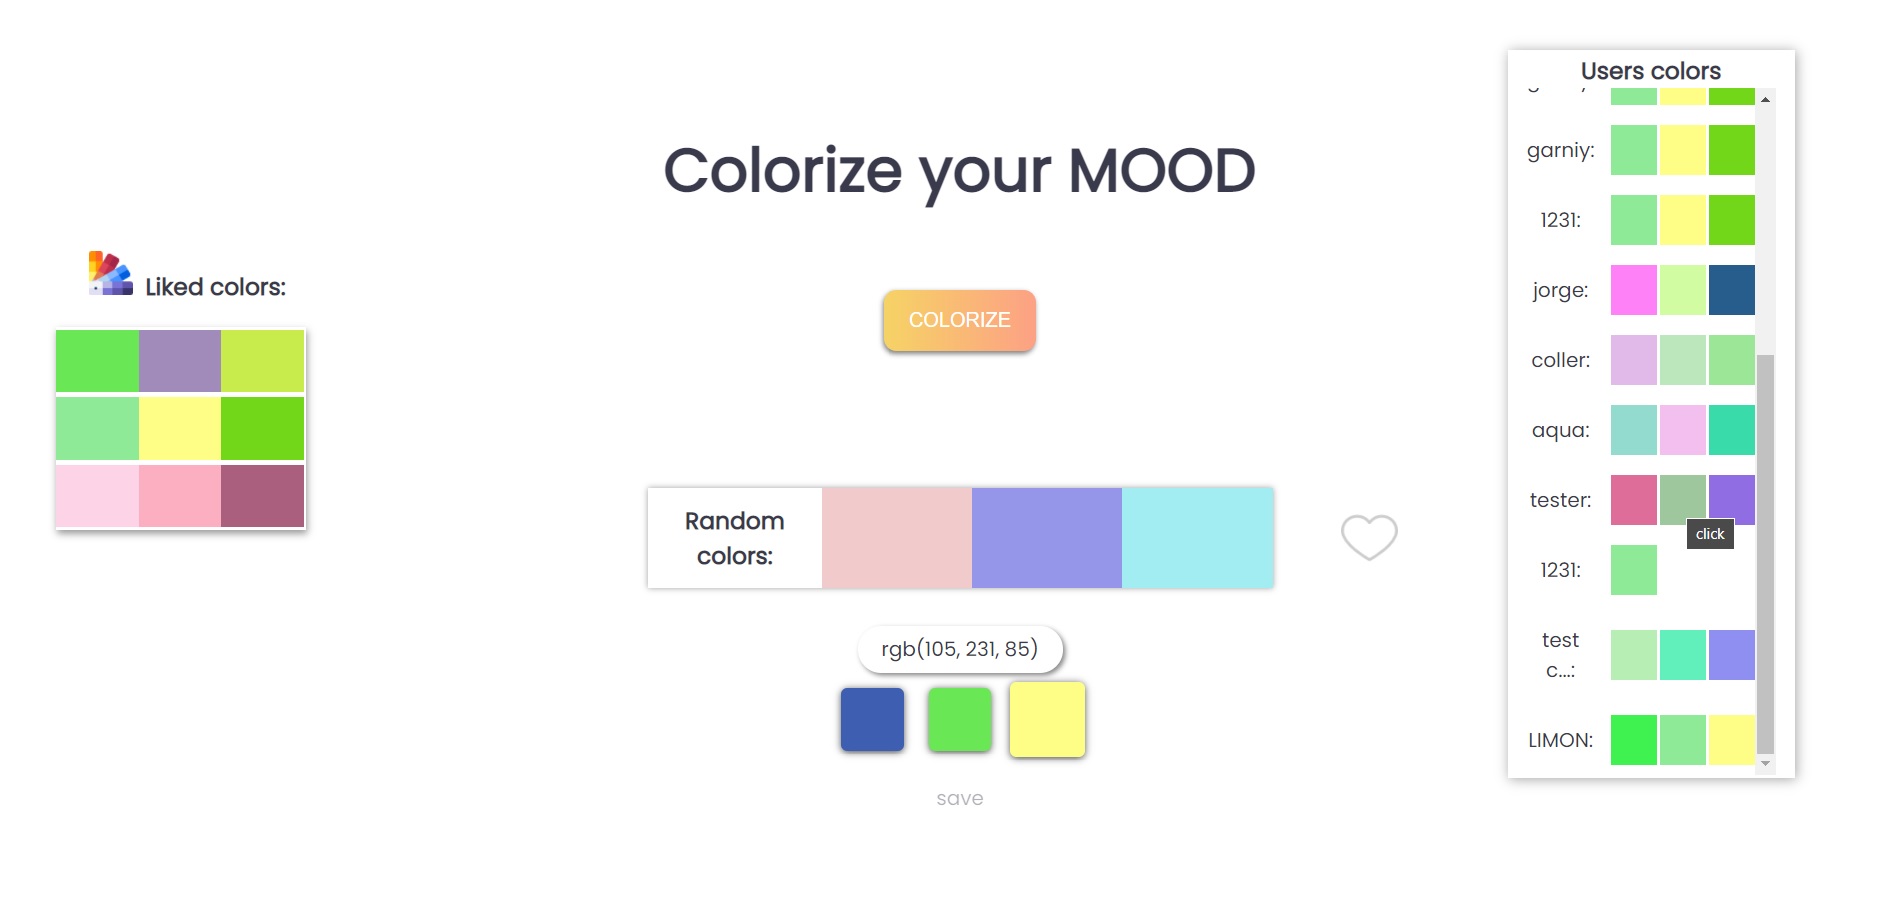 Colorize your MOOD
Liked colors:
COLORIZE
Random
colors:
rgb(105, 231, 85)
save
Users colors
garniy:
1231:
jorge:
coller:
aqua:
tester:
click
1231:
test
c...:
LIMON: